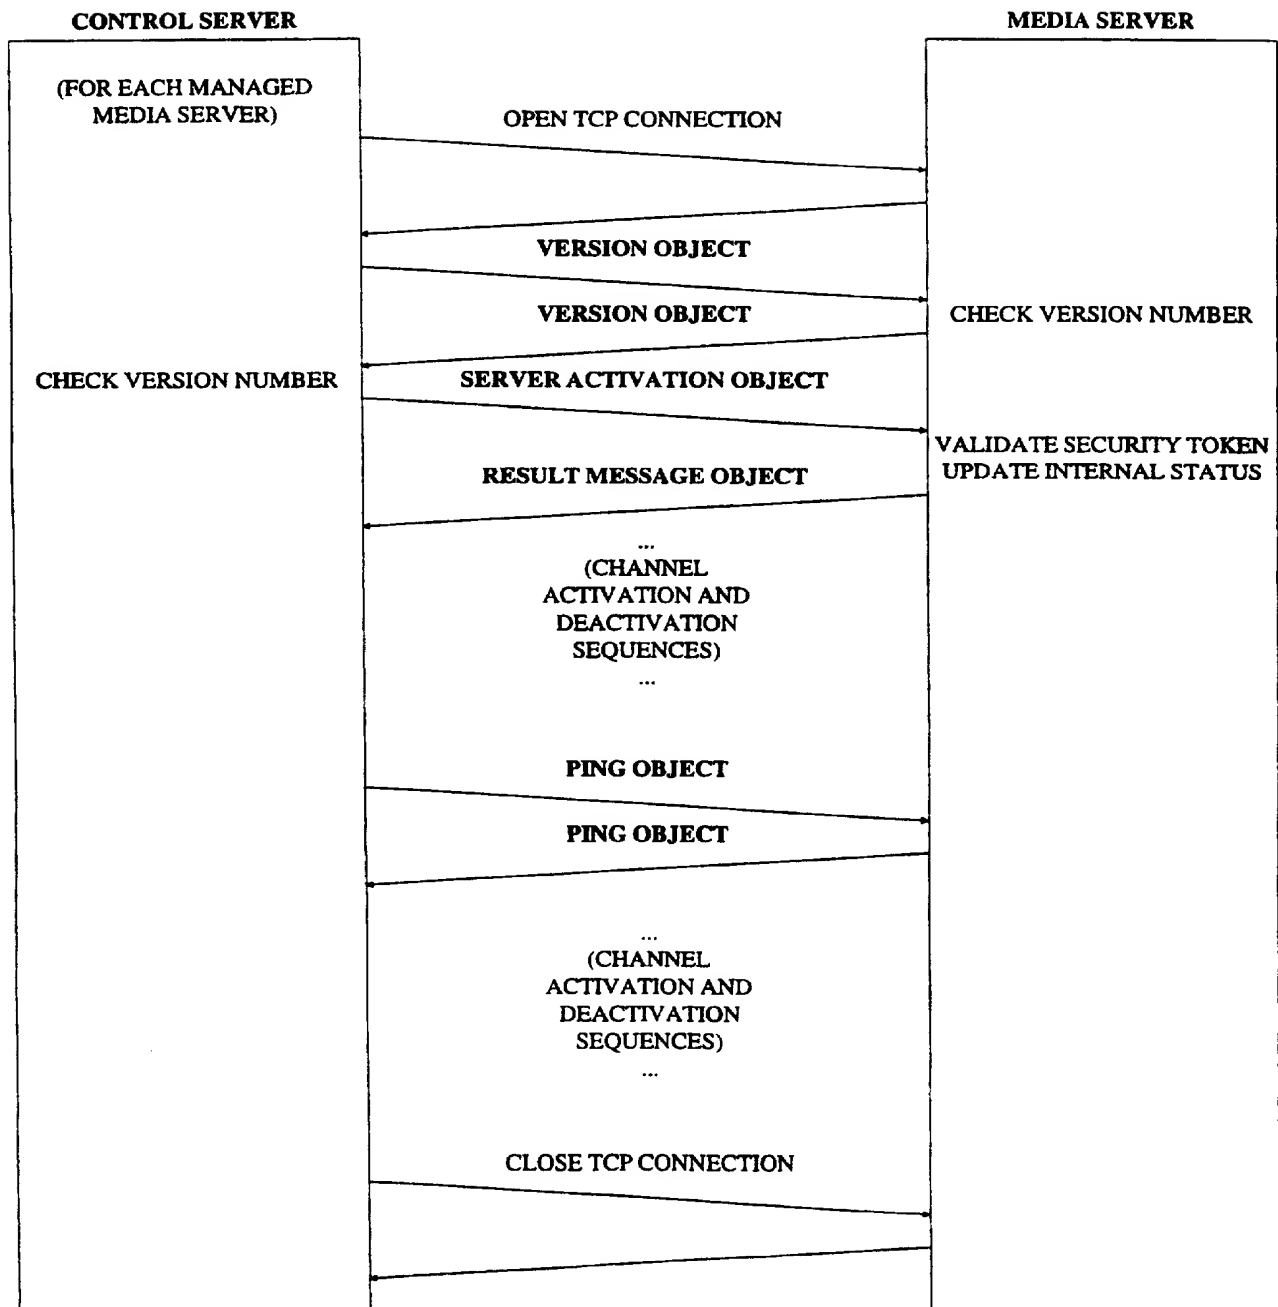 CONTROL SERVER
MEDIA SERVER
(FOR EACH MANAGED
MEDIA SERVER)
OPEN TCP CONNECTION
VERSION OBJECT
VERSION OBJECT
CHECK VERSION NUMBER
CHECK VERSION NUMBER
SERVER ACTIVATION OBJECT
VALIDATE SECURITY TOKEN
UPDATE INTERNAL STATUS
RESULT MESSAGE OBJECT
...
(CHANNEL
ACTIVATION AND
DEACTIVATION
SEQUENCES)
...
PING OBJECT
PING OBJECT
...
(CHANNEL
ACTIVATION AND
DEACTIVATION
SEQUENCES)
...
CLOSE TCP CONNECTION